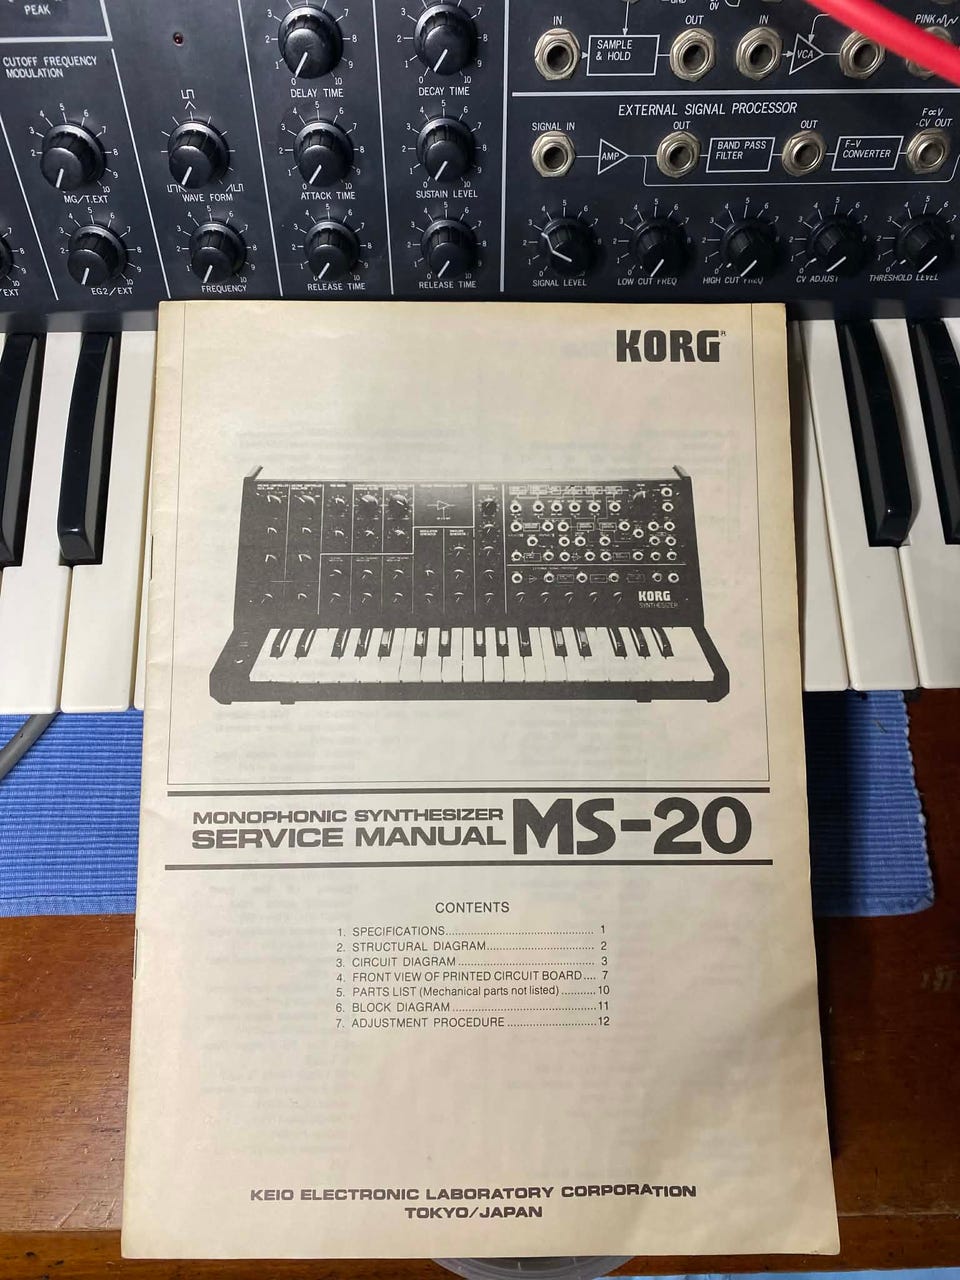 PEAK
CUTOFF FREQUENCY
MODULATION
MG/T.EXT
EG2/EXT
WAVE FORM
FREQUENCY
DELAY TIME
ATTACK TIME
RELEASE TIME
DECAY TIME
SUSTAIN LEVEL
RELEASE TIME
IN
SAMPLE
& HOLD
OUT
IN
VCA
PINK
EXTERNAL SIGNAL PROCESSOR
SIGNAL IN
AMP
OUT
BAND PASS
FILTER
OUT
F-V
CONVERTER
F∝V
CV OUT
SIGNAL LEVEL
LOW CUT FREQ
HIGH CUT FREQ
CV ADJUST
THRESHOLD LEVEL
KORG®
KORG
SYNTHESIZER
MONOPHONIC SYNTHESIZER
SERVICE MANUAL MS-20
CONTENTS
1. SPECIFICATIONS........................................ 1
2. STRUCTURAL DIAGRAM............................. 2
3. CIRCUIT DIAGRAM..................................... 3
4. FRONT VIEW OF PRINTED CIRCUIT BOARD.... 7
5. PARTS LIST (Mechanical parts not listed)..........10
6. BLOCK DIAGRAM.......................................11
7. ADJUSTMENT PROCEDURE.........................12
KEIO ELECTRONIC LABORATORY CORPORATION
TOKYO/JAPAN